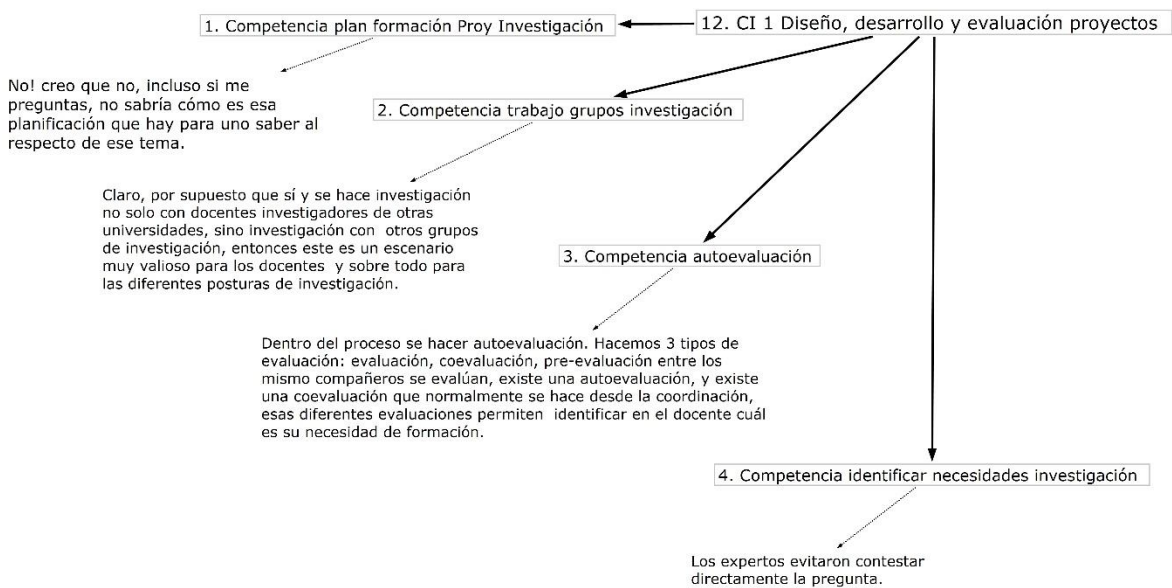 12. CI 1 Diseño, desarrollo y evaluación proyectos
1. Competencia plan formación Proy Investigación
No! creo que no, incluso si me
preguntas, no sabría cómo es esa
planificación que hay para uno saber al
respecto de ese tema.
2. Competencia trabajo grupos investigación
Claro, por supuesto que sí y se hace investigación
no solo con docentes investigadores de otras
universidades, sino investigación con otros grupos
de investigación, entonces este es un escenario
muy valioso para los docentes y sobre todo para
las diferentes posturas de investigación.
3. Competencia autoevaluación
Dentro del proceso se hacer autoevaluación. Hacemos 3 tipos de
evaluación: evaluación, coevaluación, pre-evaluación entre los
mismo compañeros se evalúan, existe una autoevaluación, y existe
una coevaluación que normalmente se hace desde la coordinación,
esas diferentes evaluaciones permiten identificar en el docente cuál
es su necesidad de formación.
4. Competencia identificar necesidades investigación
Los expertos evitaron contestar
directamente la pregunta.